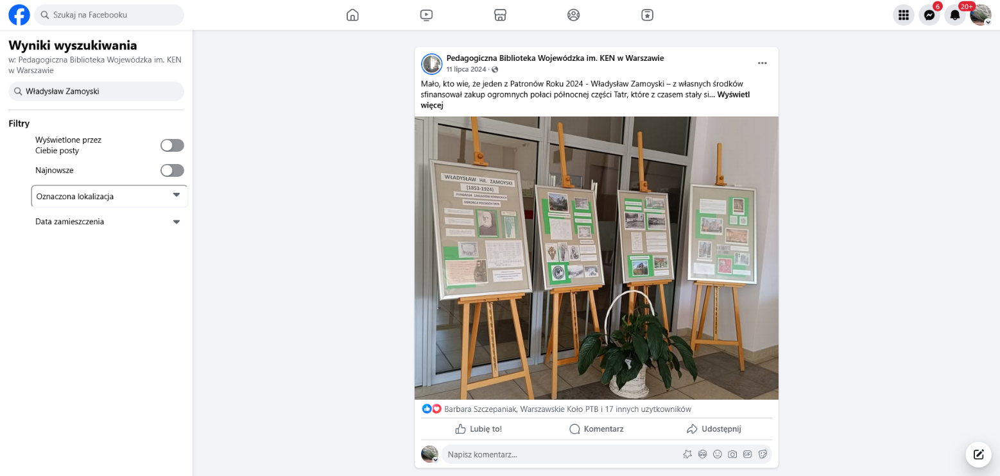 Szukaj na Facebooku
6
20+
Wyniki wyszukiwania
w: Pedagogiczna Biblioteka Wojewódzka im. KEN
w Warszawie
Władysław Zamoyski
Filtry
Wyświetlone przez
Ciebie posty
Najnowsze
Oznaczona lokalizacja
Data zamieszczenia
Pedagogiczna Biblioteka Wojewódzka im. KEN w Warszawie
11 lipca 2024 ·
Mało, kto wie, że jeden z Patronów Roku 2024 - Władysław Zamoyski – z własnych środków
sfinansował zakup ogromnych połaci północnej części Tatr, które z czasem stały si... Wyświetl
więcej
WŁADYSŁAW HR. ZAMOYSKI
(1853-1924)
FUNDATOR ZAKŁADÓW KÓRNICKICH
OBROŃCA POLSKICH TATR
Barbara Szczepaniak, Warszawskie Koło PTB i 17 innych użytkowników
Lubię to!
Komentarz
Udostępnij
Napisz komentarz...
GIF